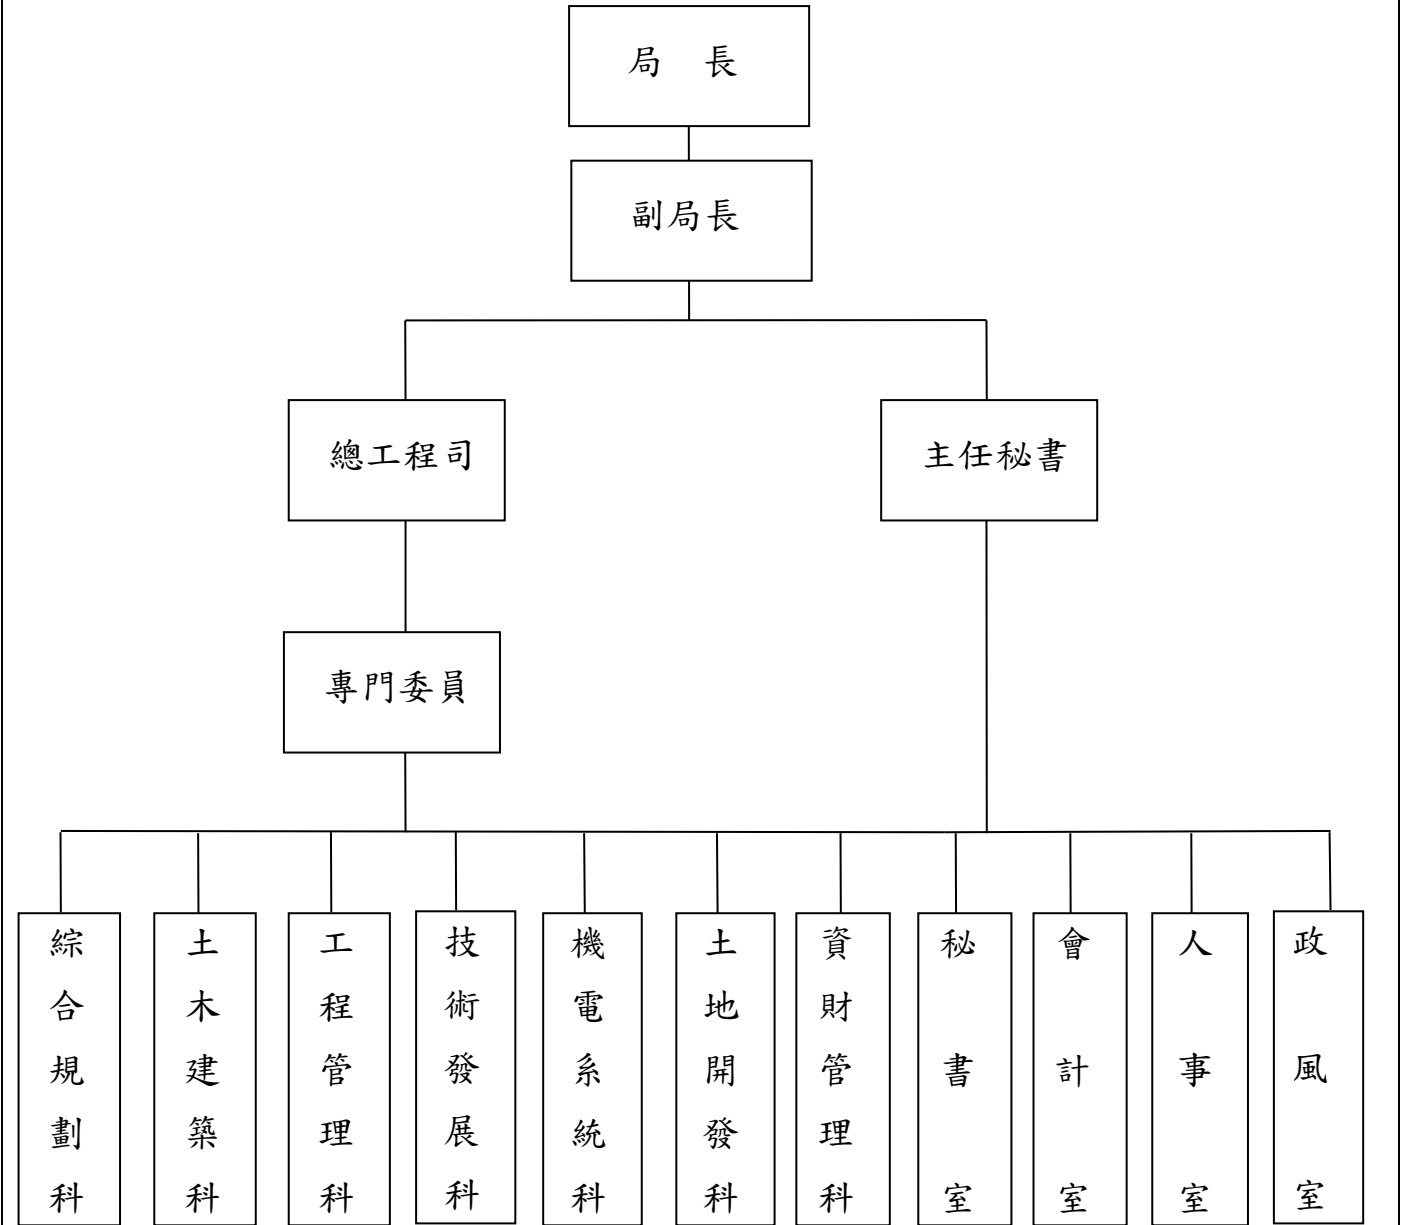 局　長
副局長
總工程司
主任秘書
專門委員
綜合規劃科
土木建築科
工程管理科
技術發展科
機電系統科
土地開發科
資財管理科
秘書室
會計室
人事室
政風室